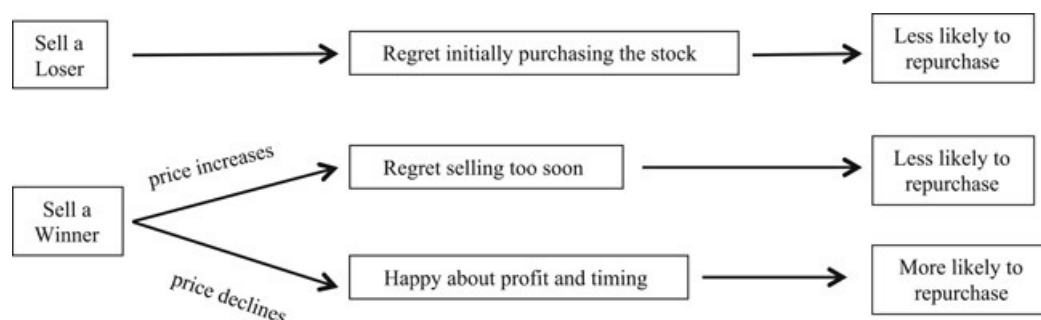 Sell a
Loser
Regret initially purchasing the stock
Less likely to
repurchase
price increases
Regret selling too soon
Less likely to
repurchase
Sell a
Winner
price declines
Happy about profit and timing
More likely to
repurchase